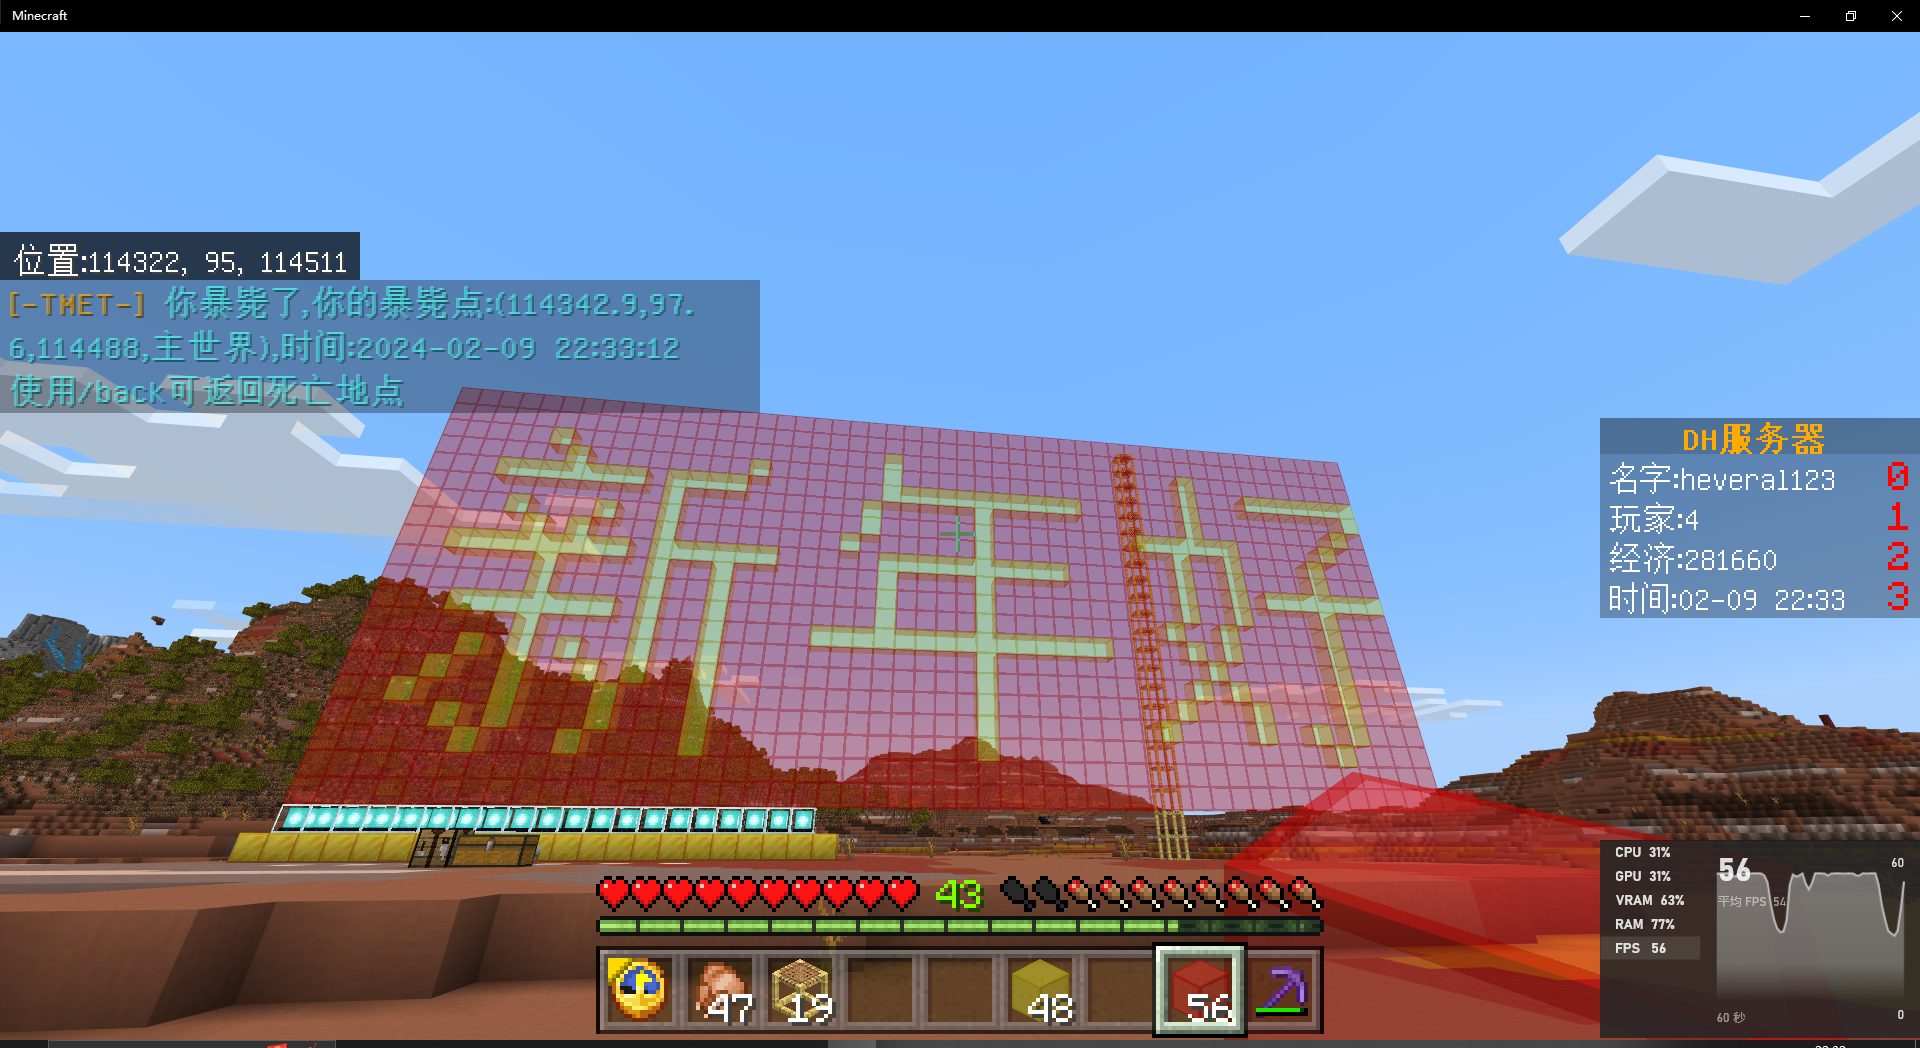 Minecraft
位置:114322, 95, 114511
[-TMET-] 你暴毙了,你的暴毙点:(114342.9,97.
6,114488,主世界),时间:2024-02-09 22:33:12
使用/back可返回死亡地点
新年好
DH服务器
名字:heveral123 0
玩家:4 1
经济:281660 2
时间:02-09 22:33 3
CPU 31%
GPU 31%
VRAM 63%
RAM 77%
FPS 56
56
60
平均 FPS 54
60 秒
0
43
47
19
48
56